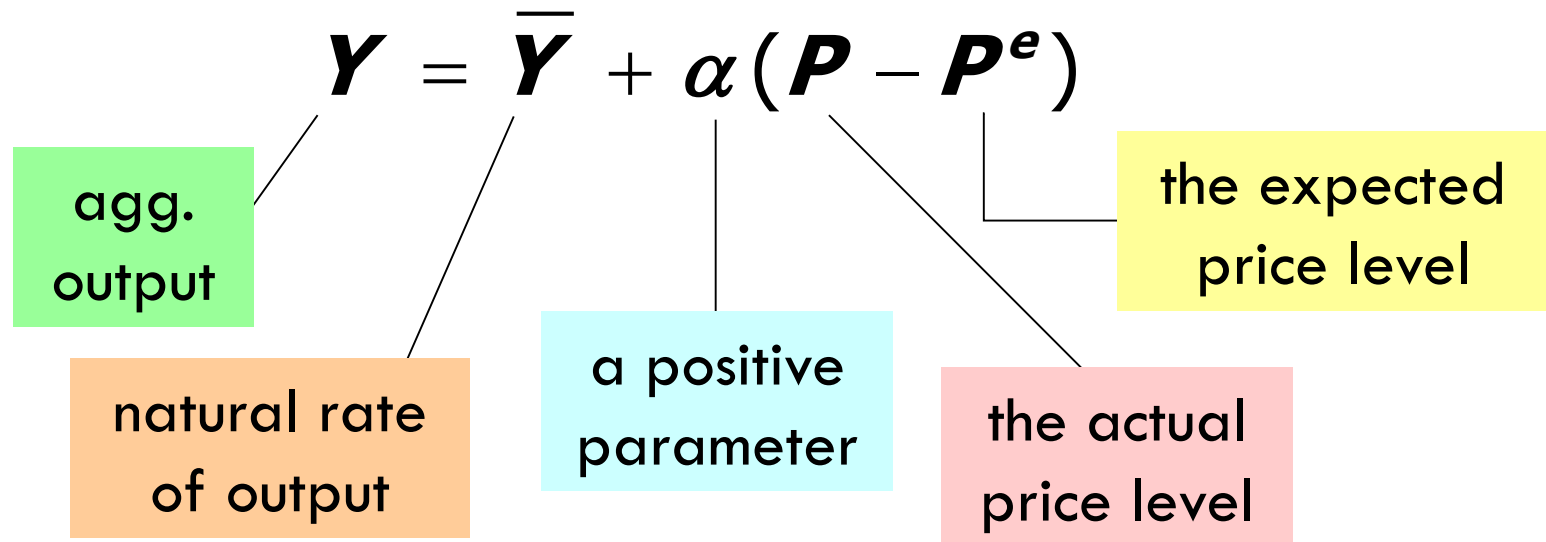 Y = Y̅ + α (P − Pᵉ)
agg.
output
natural rate
of output
a positive
parameter
the actual
price level
the expected
price level